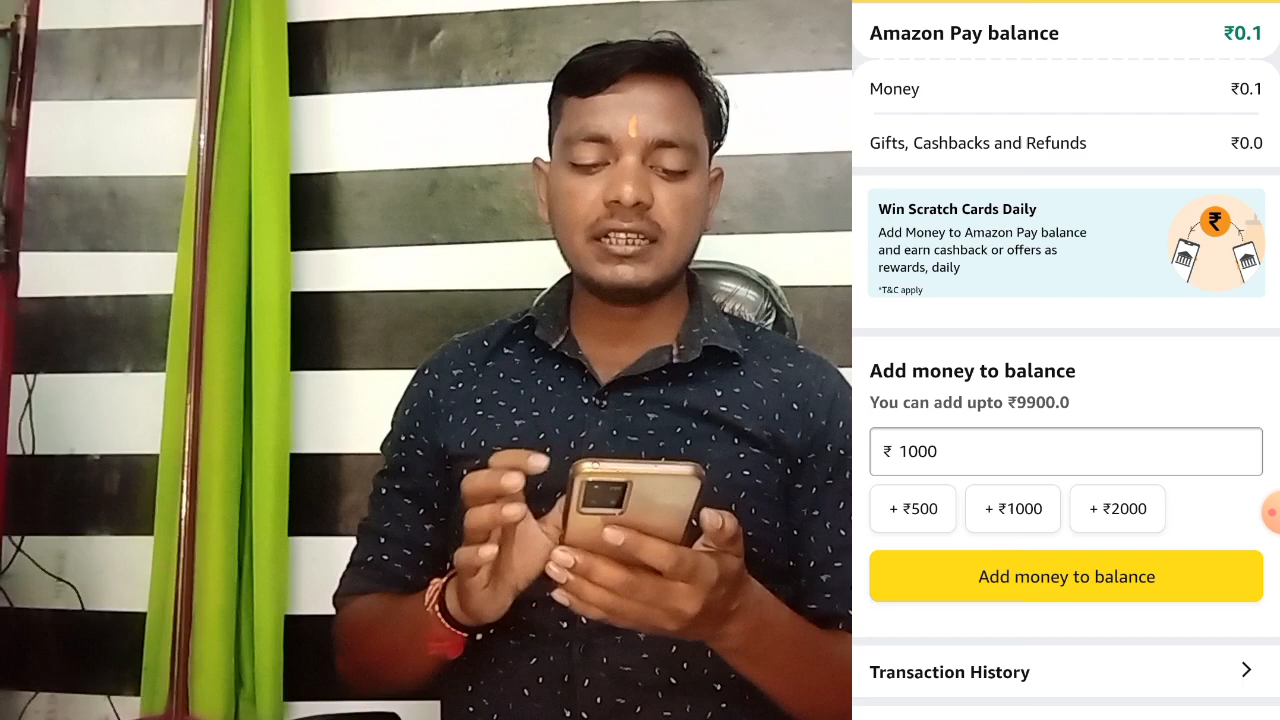 Amazon Pay balance ₹0.1
Money ₹0.1
Gifts, Cashbacks and Refunds ₹0.0
Win Scratch Cards Daily
Add Money to Amazon Pay balance
and earn cashback or offers as
rewards, daily
*T&C apply
₹
Add money to balance
You can add upto ₹9900.0
₹ 1000
+ ₹500 + ₹1000 + ₹2000
Add money to balance
Transaction History